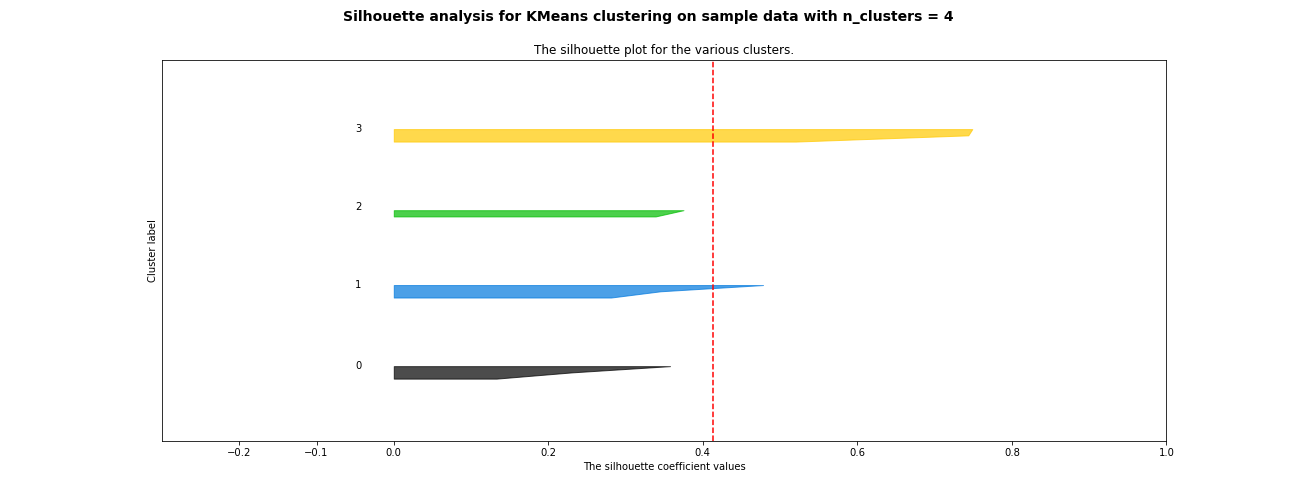 Silhouette analysis for KMeans clustering on sample data with n_clusters = 4
The silhouette plot for the various clusters.
3
2
1
0
Cluster label
−0.2 −0.1 0.0 0.2 0.4 0.6 0.8 1.0
The silhouette coefficient values